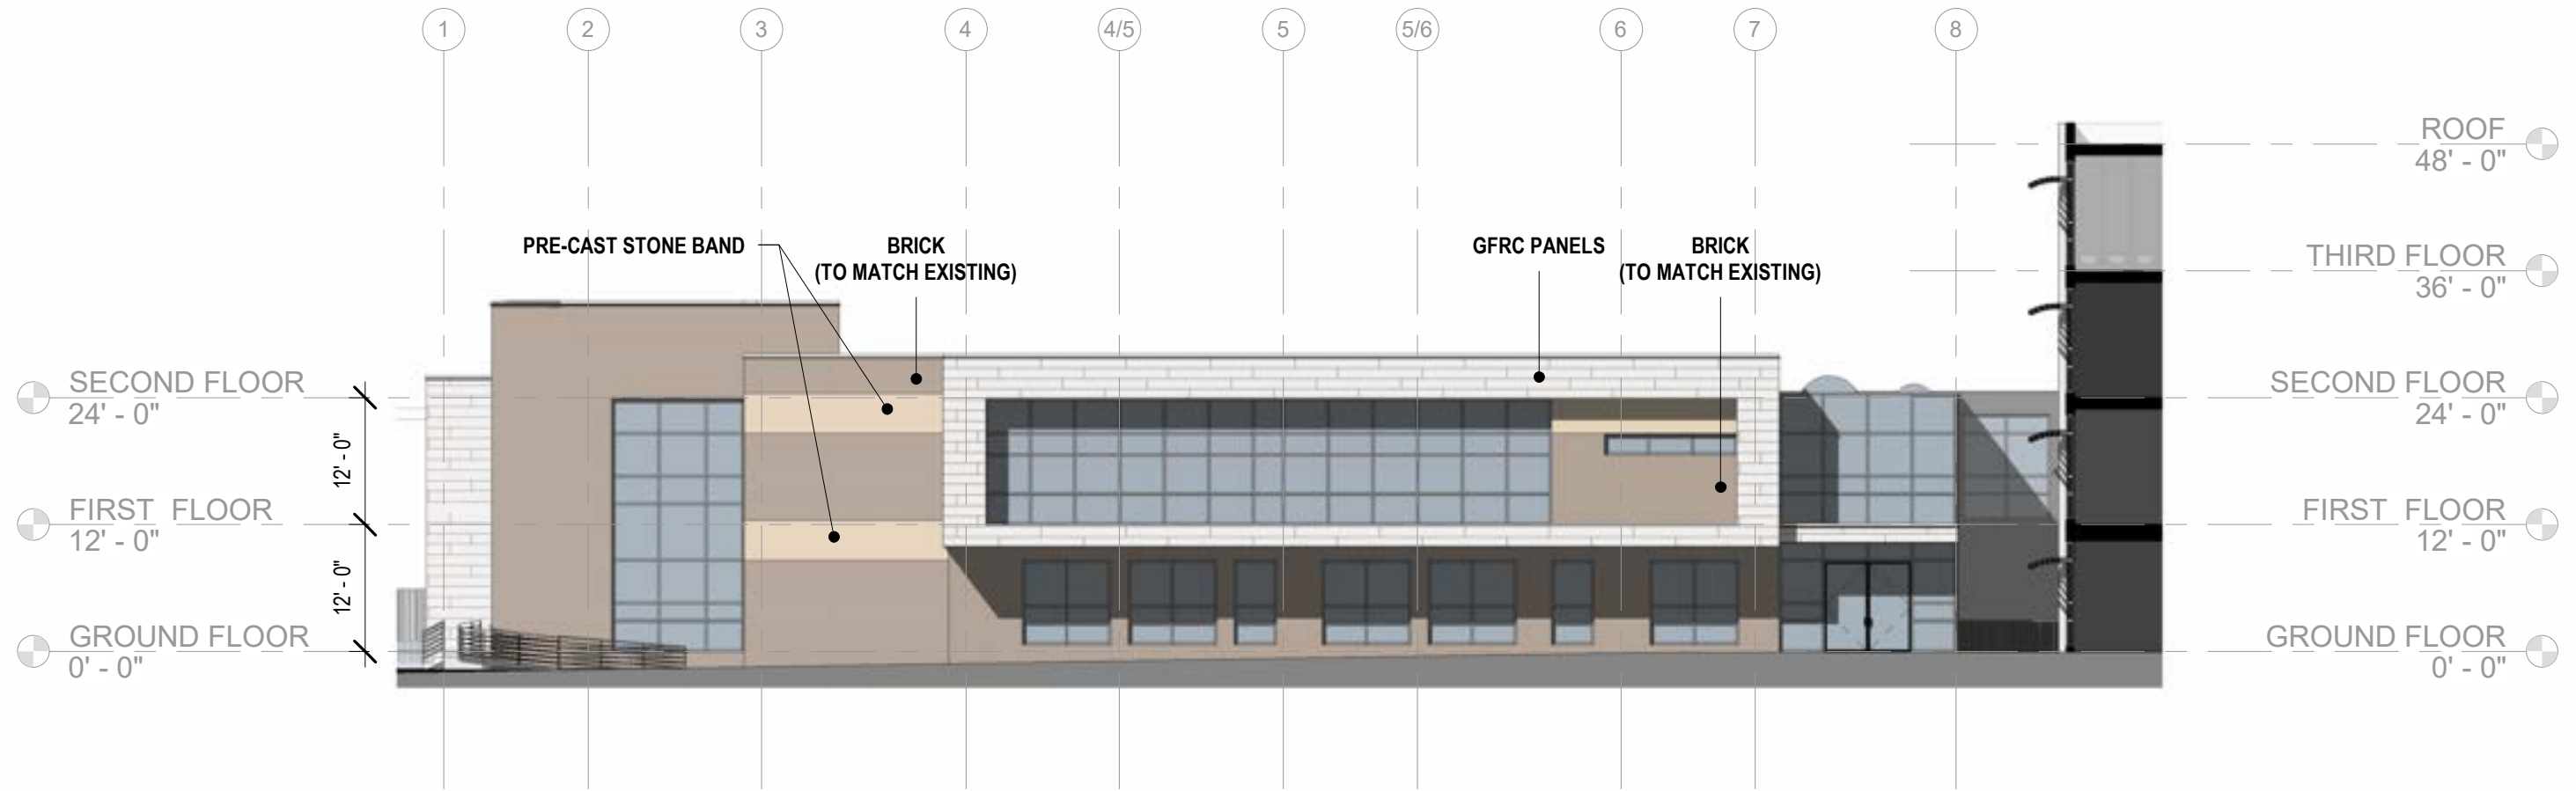 1 2 3 4 4/5 5 5/6 6 7 8
ROOF
48' - 0"
PRE-CAST STONE BAND
BRICK
(TO MATCH EXISTING)
GFRC PANELS
BRICK
(TO MATCH EXISTING)
THIRD FLOOR
36' - 0"
SECOND FLOOR
24' - 0"
SECOND FLOOR
24' - 0"
12' - 0"
FIRST FLOOR
12' - 0"
FIRST FLOOR
12' - 0"
12' - 0"
GROUND FLOOR
0' - 0"
GROUND FLOOR
0' - 0"